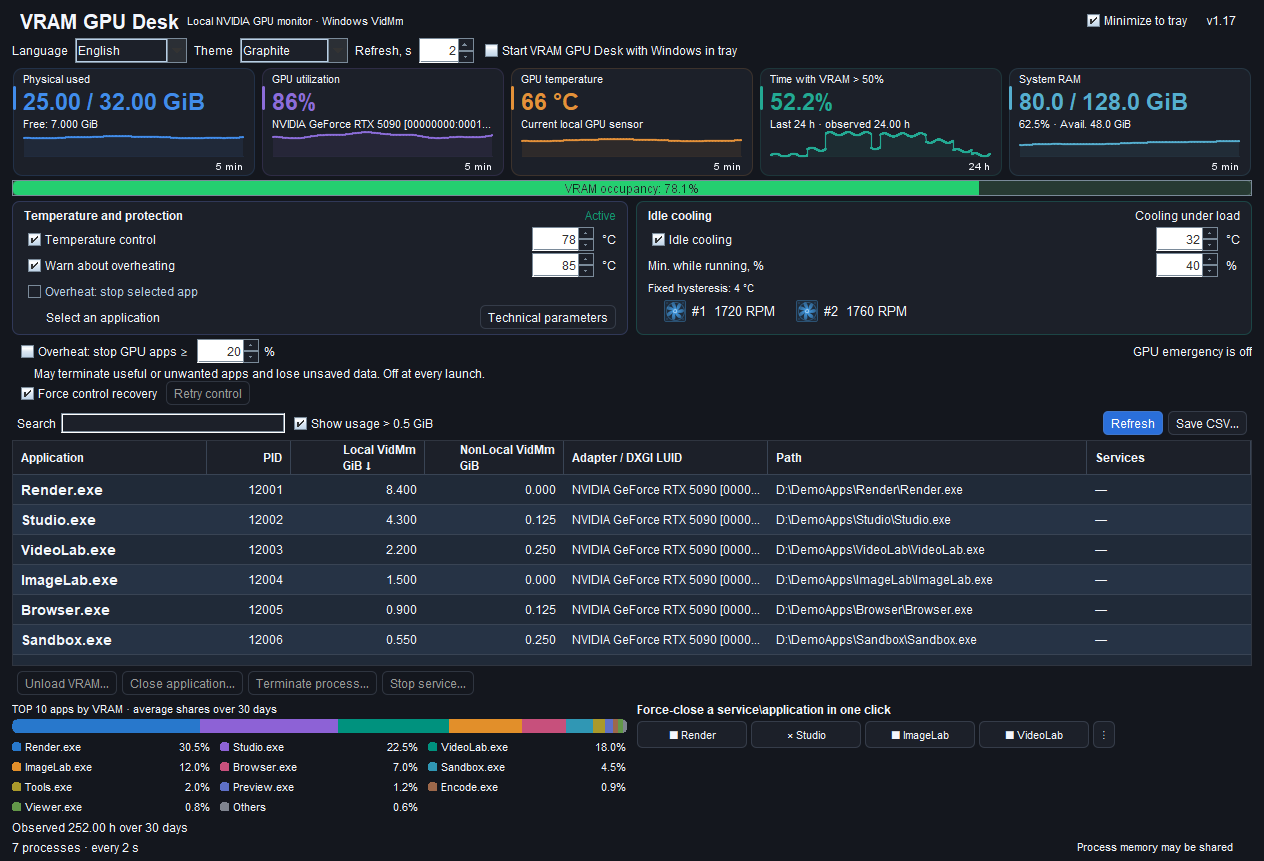 VRAM GPU Desk Local NVIDIA GPU monitor · Windows VidMm Minimize to tray v1.17
Language English Theme Graphite Refresh, s 2 Start VRAM GPU Desk with Windows in tray
Physical used
25.00 / 32.00 GiB
Free: 7.000 GiB
5 min
GPU utilization
86%
NVIDIA GeForce RTX 5090 [00000000:0001...
5 min
GPU temperature
66 °C
Current local GPU sensor
5 min
Time with VRAM > 50%
52.2%
Last 24 h · observed 24.00 h
24 h
System RAM
80.0 / 128.0 GiB
62.5% · Avail. 48.0 GiB
5 min
VRAM occupancy: 78.1%
Temperature and protection Active
Temperature control 78 °C
Warn about overheating 85 °C
Overheat: stop selected app
Select an application Technical parameters
Idle cooling Cooling under load
Idle cooling 32 °C
Min. while running, % 40 %
Fixed hysteresis: 4 °C
#1 1720 RPM #2 1760 RPM
Overheat: stop GPU apps ≥ 20 % GPU emergency is off
May terminate useful or unwanted apps and lose unsaved data. Off at every launch.
Force control recovery Retry control
Search Show usage > 0.5 GiB Refresh Save CSV...
Application PID Local VidMm GiB ↓ NonLocal VidMm GiB Adapter / DXGI LUID Path Services
Render.exe 12001 8.400 0.000 NVIDIA GeForce RTX 5090 [0000... D:\DemoApps\Render\Render.exe —
Studio.exe 12002 4.300 0.125 NVIDIA GeForce RTX 5090 [0000... D:\DemoApps\Studio\Studio.exe —
VideoLab.exe 12003 2.200 0.250 NVIDIA GeForce RTX 5090 [0000... D:\DemoApps\VideoLab\VideoLab.exe —
ImageLab.exe 12004 1.500 0.000 NVIDIA GeForce RTX 5090 [0000... D:\DemoApps\ImageLab\ImageLab.exe —
Browser.exe 12005 0.900 0.125 NVIDIA GeForce RTX 5090 [0000... D:\DemoApps\Browser\Browser.exe —
Sandbox.exe 12006 0.550 0.250 NVIDIA GeForce RTX 5090 [0000... D:\DemoApps\Sandbox\Sandbox.exe —
Unload VRAM... Close application... Terminate process... Stop service...
TOP 10 apps by VRAM · average shares over 30 days
Render.exe 30.5% Studio.exe 22.5% VideoLab.exe 18.0%
ImageLab.exe 12.0% Browser.exe 7.0% Sandbox.exe 4.5%
Tools.exe 2.0% Preview.exe 1.2% Encode.exe 0.9%
Viewer.exe 0.8% Others 0.6%
Observed 252.00 h over 30 days
7 processes · every 2 s
Force-close a service\application in one click
Render × Studio ImageLab VideoLab ⋮
Process memory may be shared